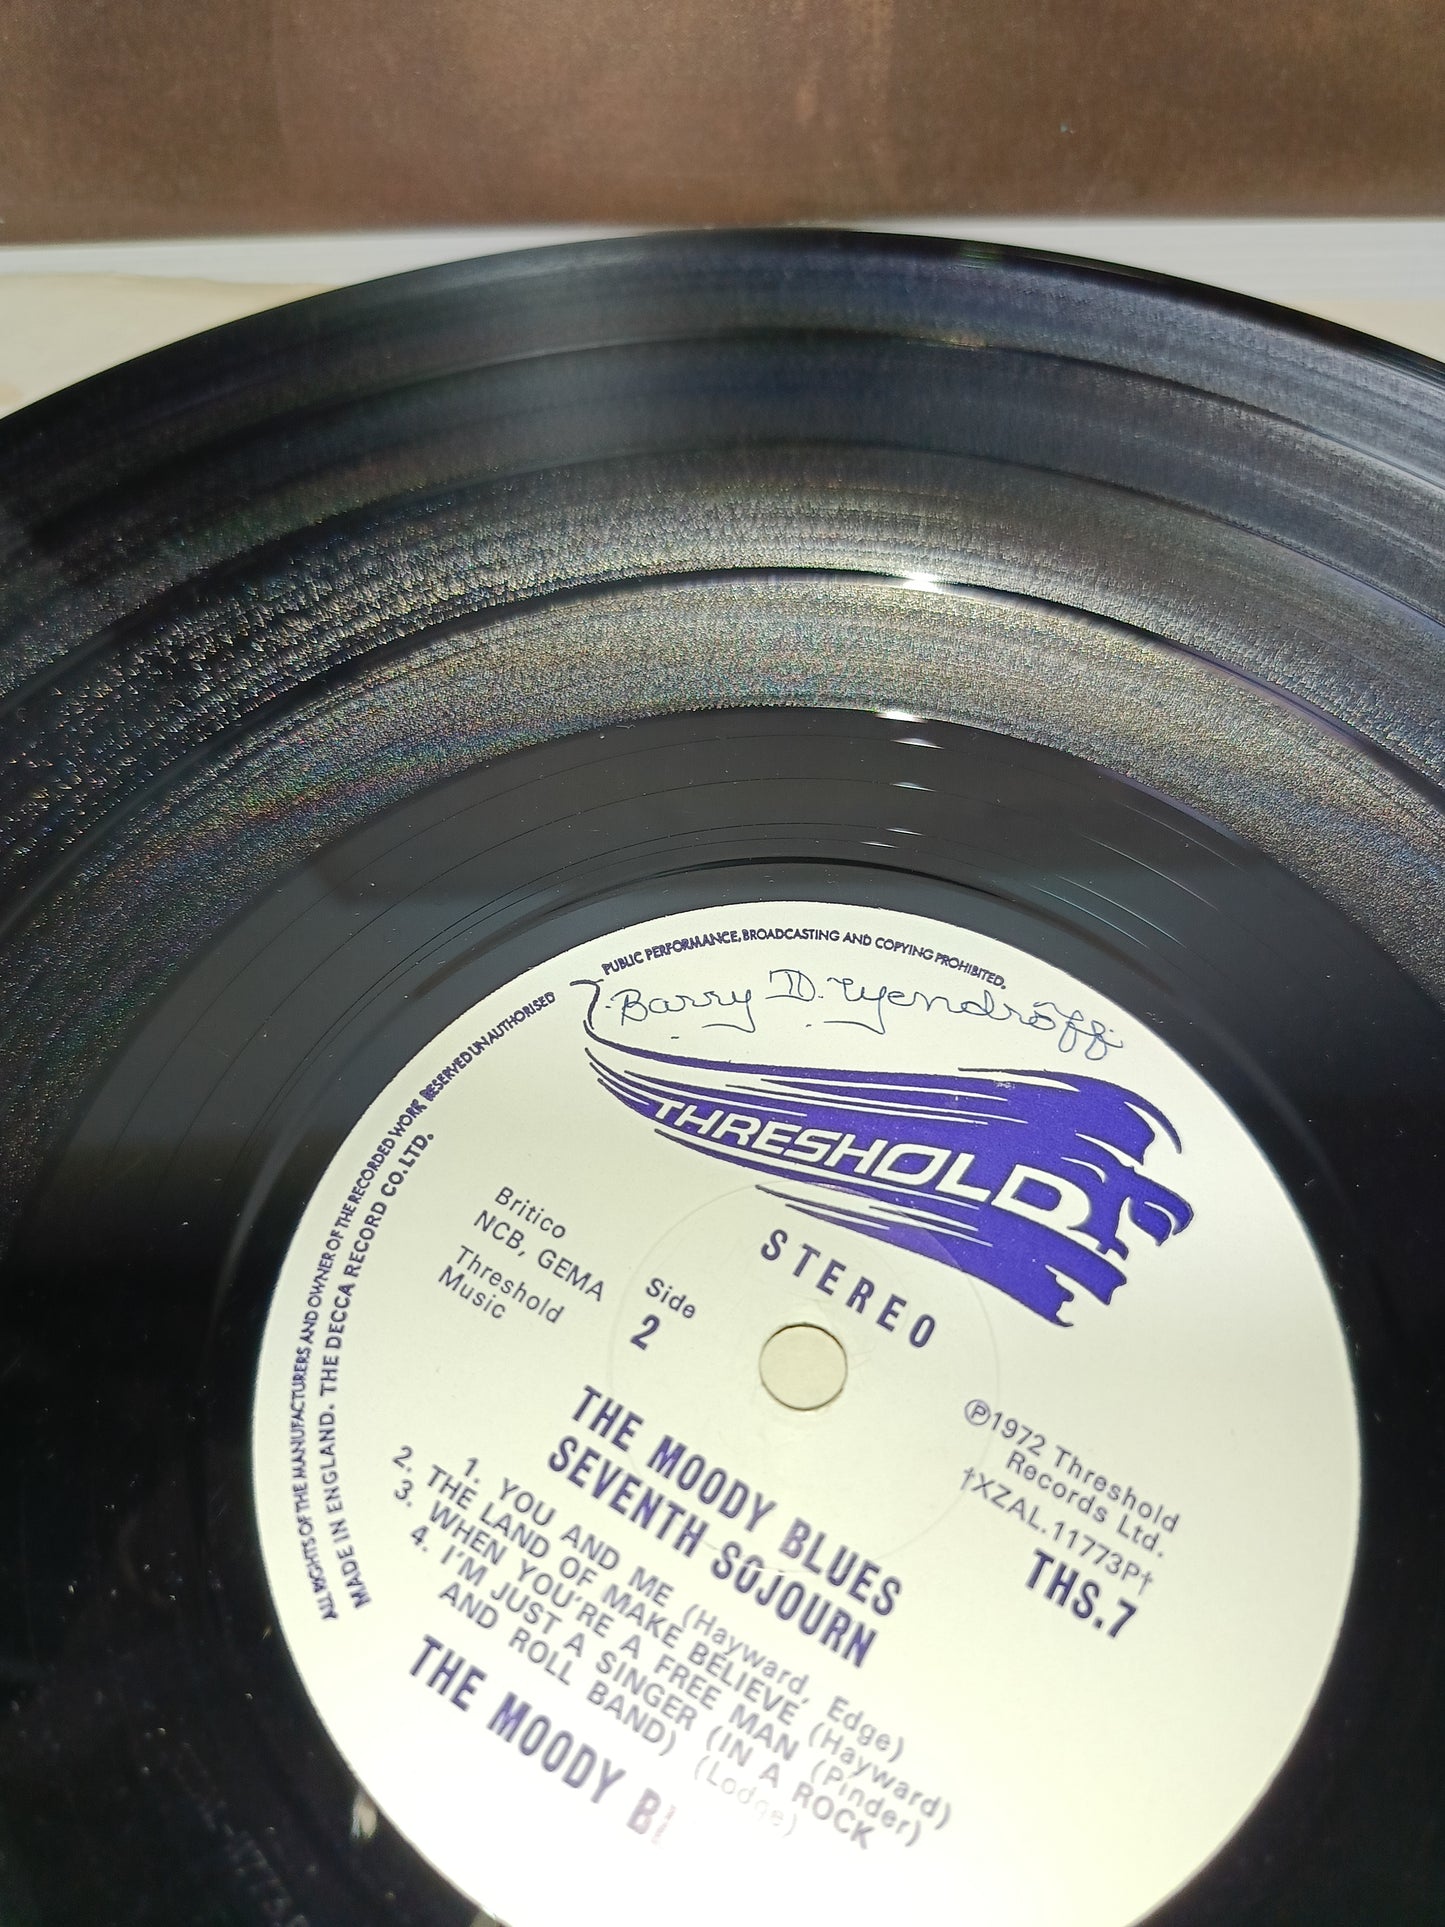 PUBLIC PERFORMANCE, BROADCASTING AND COPYING PROHIBITED.
ALL RIGHTS OF THE MANUFACTURERS AND OWNER OF THE RECORDED WORK RESERVED UNAUTHORISED
MADE IN ENGLAND. THE DECCA RECORD CO. LTD.
Barry D.
THRESHOLD
STEREO
Britico
NCB, GEMA
Threshold
Music
Side
2
℗1972 Threshold
Records Ltd.
†XZAL.11773P†
THS.7
THE MOODY BLUES
SEVENTH SOJOURN
1. YOU AND ME (Hayward, Edge)
2. THE LAND OF MAKE BELIEVE (Hayward)
3. WHEN YOU'RE A FREE MAN (Pinder)
4. I'M JUST A SINGER (IN A ROCK
AND ROLL BAND) (Lodge)
THE MOODY BL